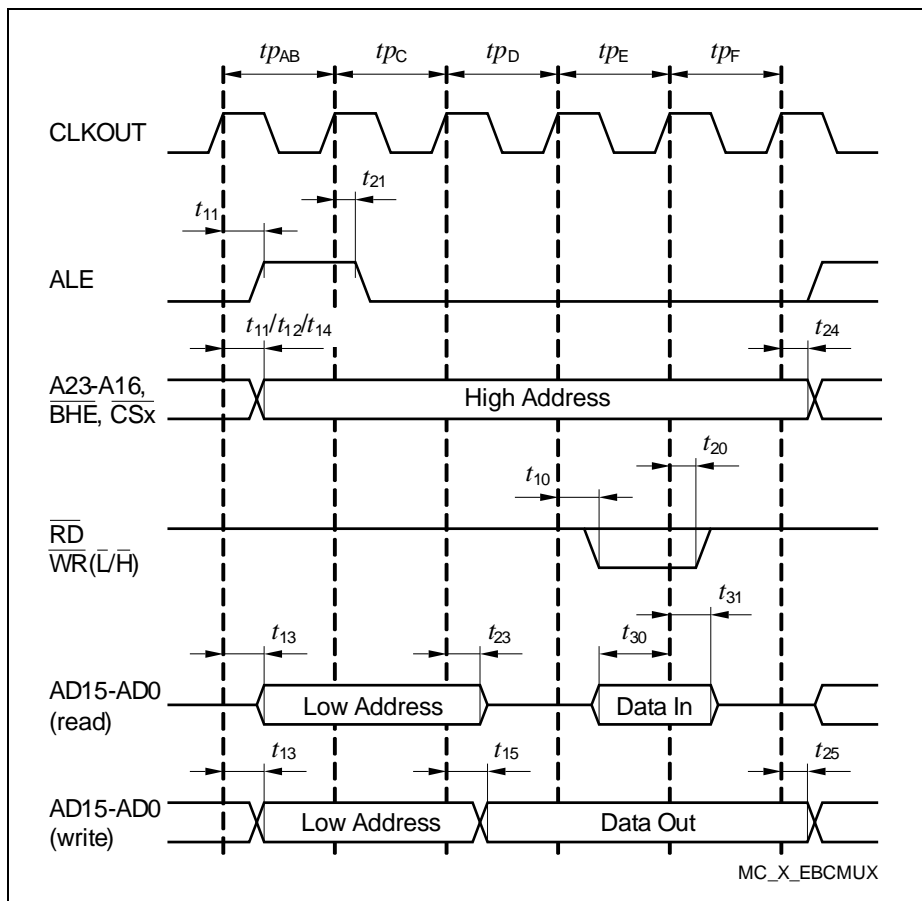 tpAB tpC tpD tpE tpF
CLKOUT
t21
t11
ALE
t11/t12/t14 t24
A23-A16,
BHE, CSx
High Address
t20
t10
RD
WR(L/H)
t31
t13 t23 t30
AD15-AD0
(read)
Low Address Data In
t13 t15 t25
AD15-AD0
(write)
Low Address Data Out
MC_X_EBCMUX